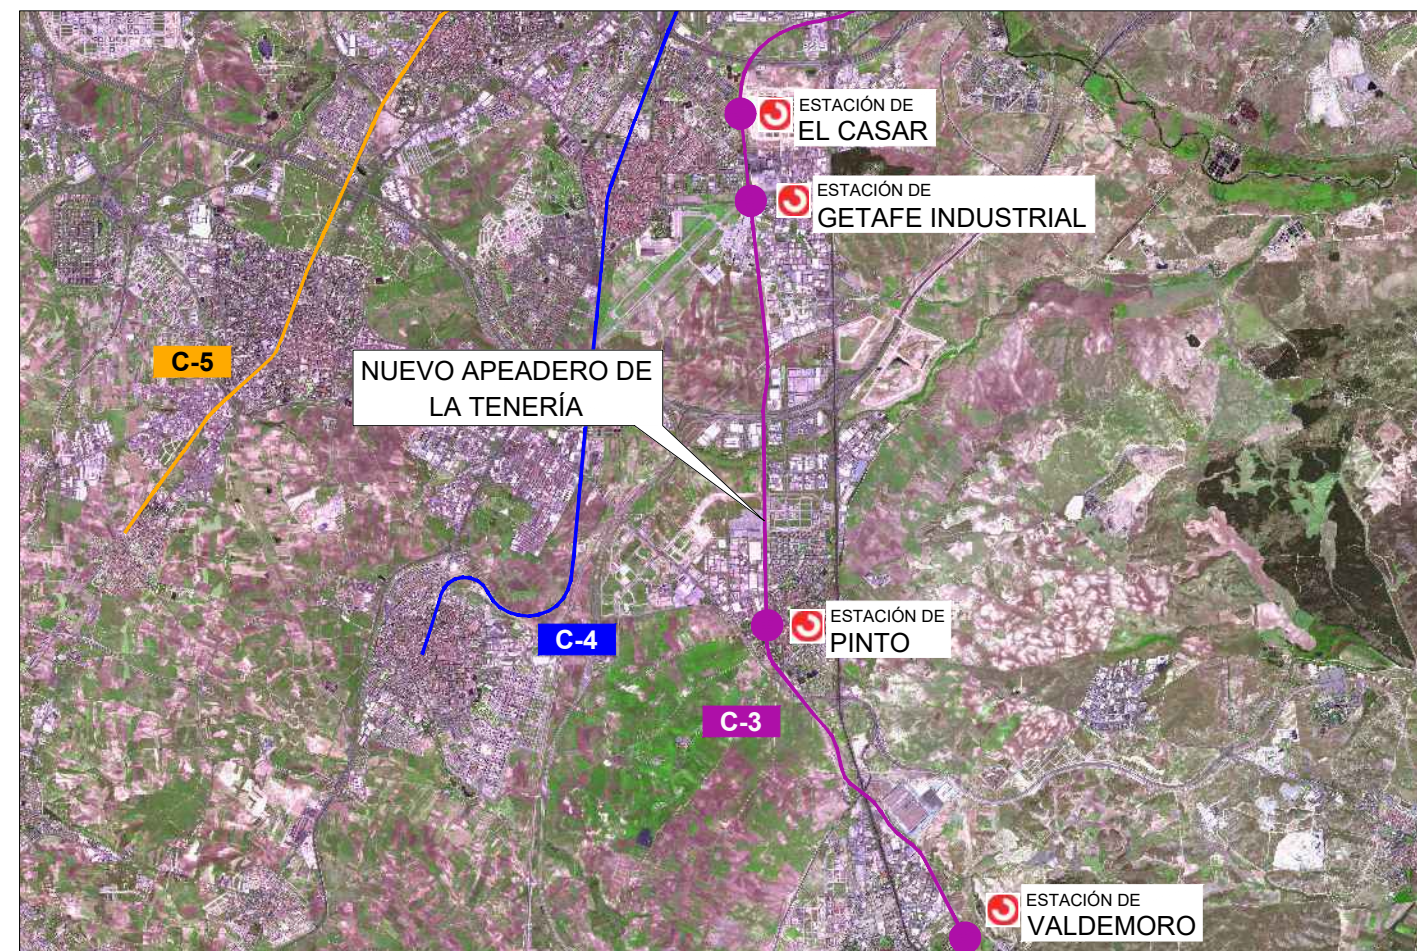 ESTACIÓN DE
EL CASAR
ESTACIÓN DE
GETAFE INDUSTRIAL
C-5
NUEVO APEADERO DE
LA TENERÍA
ESTACIÓN DE
PINTO
C-4
C-3
ESTACIÓN DE
VALDEMORO